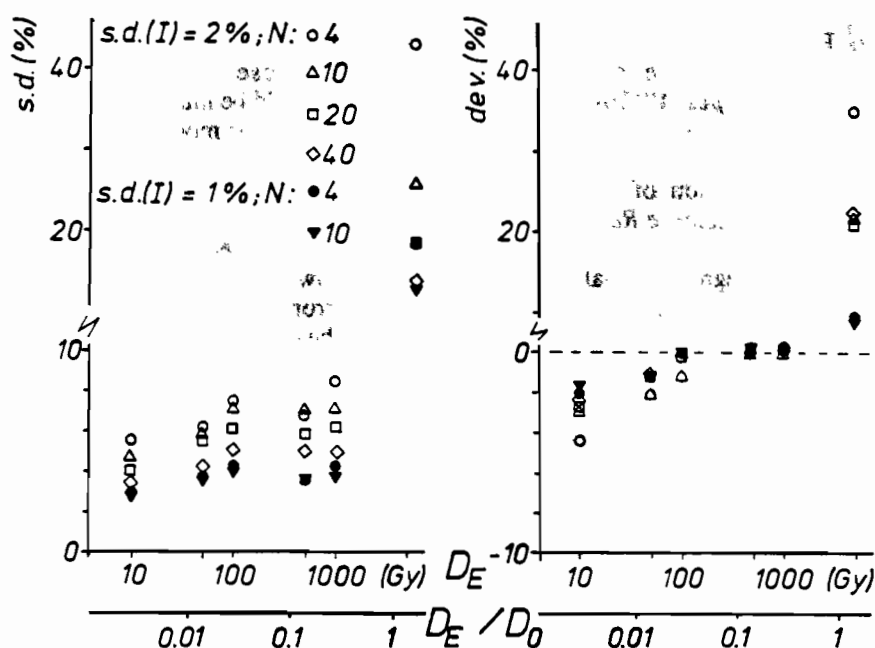 s.d.(%)
s.d.(I) = 2%; N: 4
10
20
40
s.d.(I) = 1%; N: 4
10
40
20
10
0
10 100 1000 (Gy) D_E
0.01 0.1 1 D_E / D_0
dev.(%)
40
20
0
-10
10 100 1000 (Gy)
0.01 0.1 1